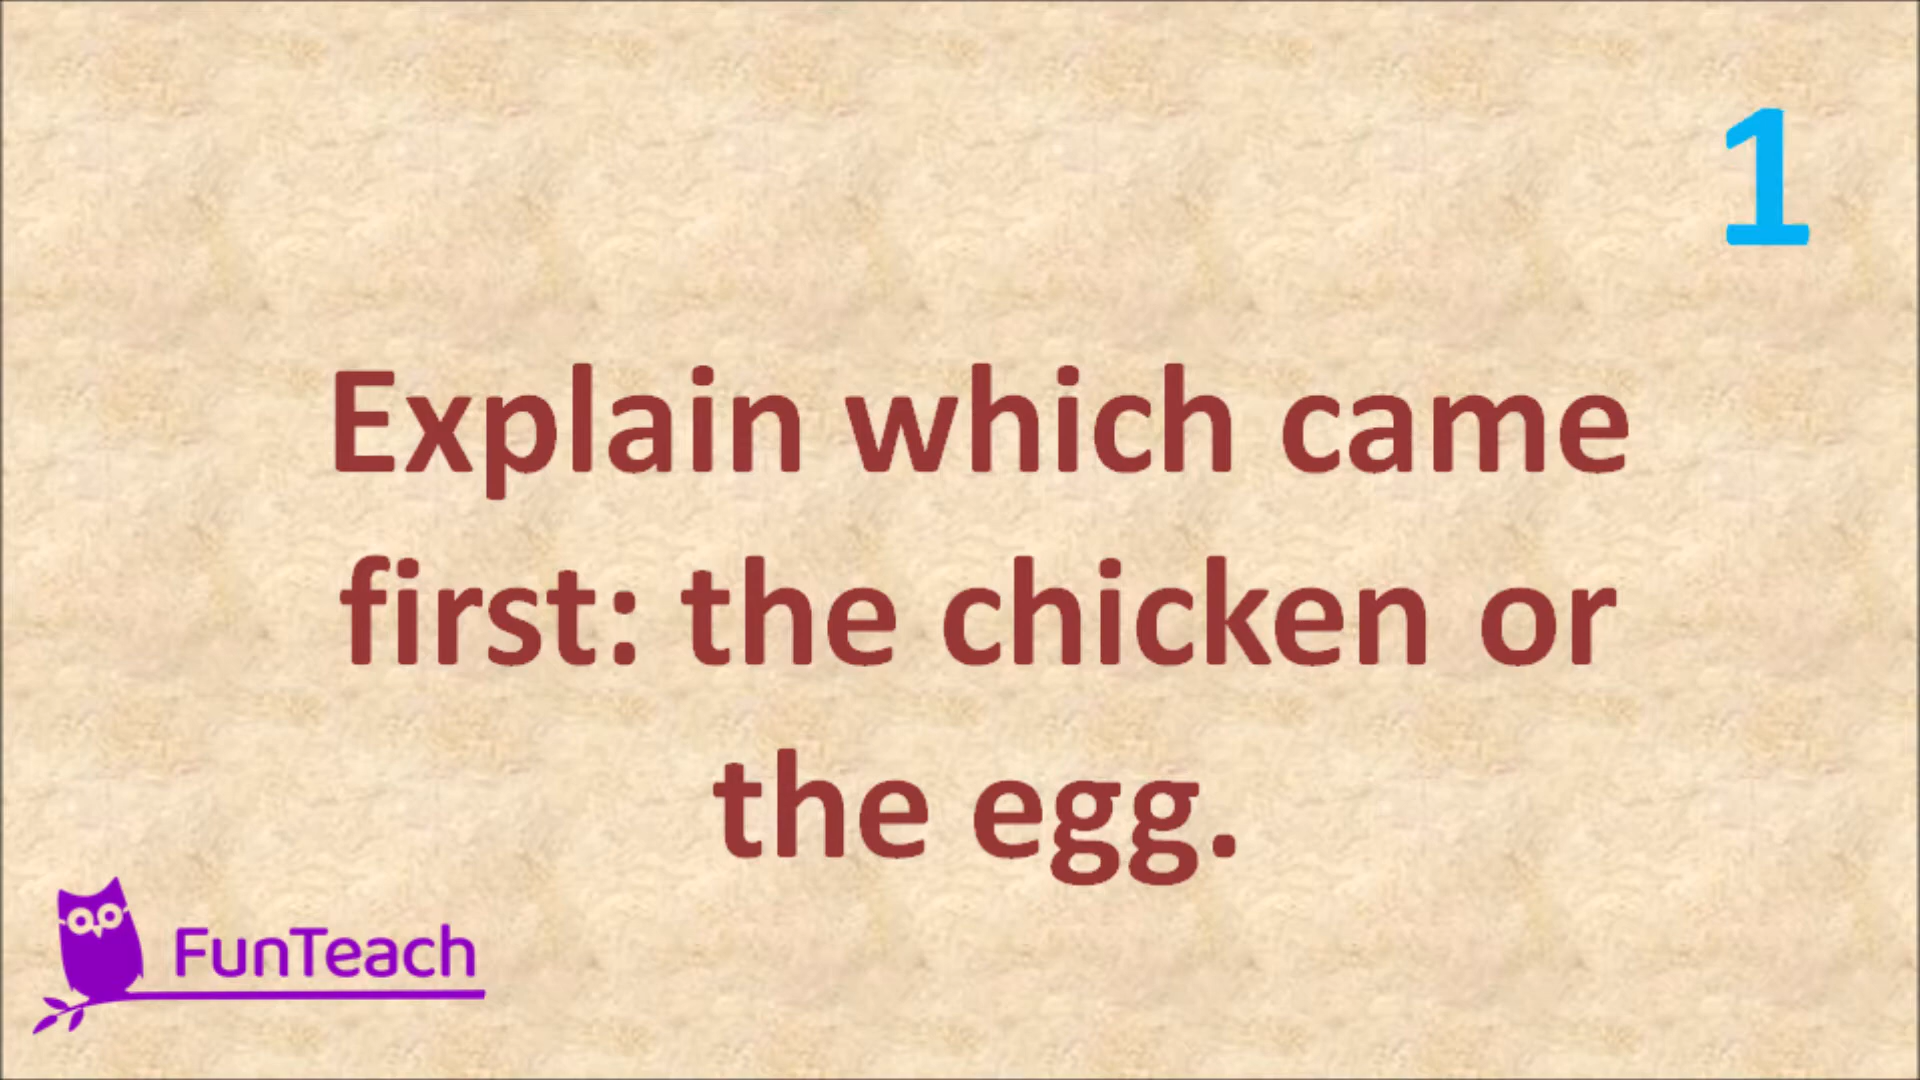 1
Explain which came
first: the chicken or
the egg.
FunTeach